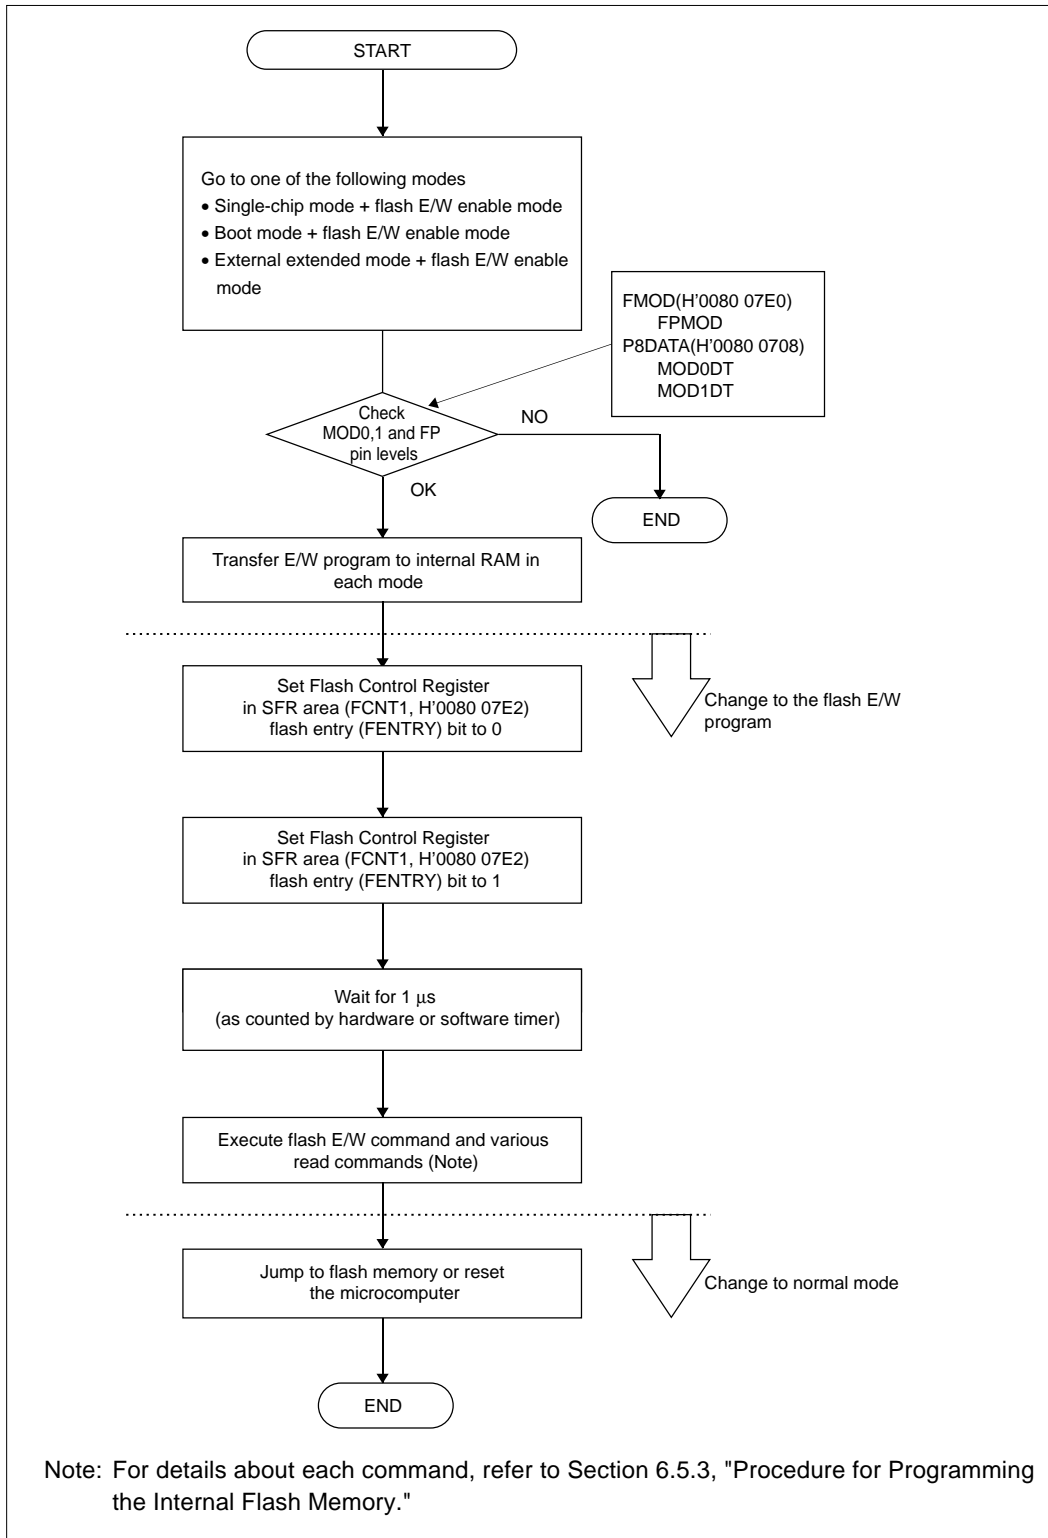 START
Go to one of the following modes
• Single-chip mode + flash E/W enable mode
• Boot mode + flash E/W enable mode
• External extended mode + flash E/W enable
mode
FMOD(H'0080 07E0)
FPMOD
P8DATA(H'0080 0708)
MOD0DT
MOD1DT
Check
MOD0,1 and FP
pin levels
NO
OK
END
Transfer E/W program to internal RAM in
each mode
Set Flash Control Register
in SFR area (FCNT1, H'0080 07E2)
flash entry (FENTRY) bit to 0
Change to the flash E/W
program
Set Flash Control Register
in SFR area (FCNT1, H'0080 07E2)
flash entry (FENTRY) bit to 1
Wait for 1 μs
(as counted by hardware or software timer)
Execute flash E/W command and various
read commands (Note)
Jump to flash memory or reset
the microcomputer
Change to normal mode
END
Note: For details about each command, refer to Section 6.5.3, "Procedure for Programming
the Internal Flash Memory."